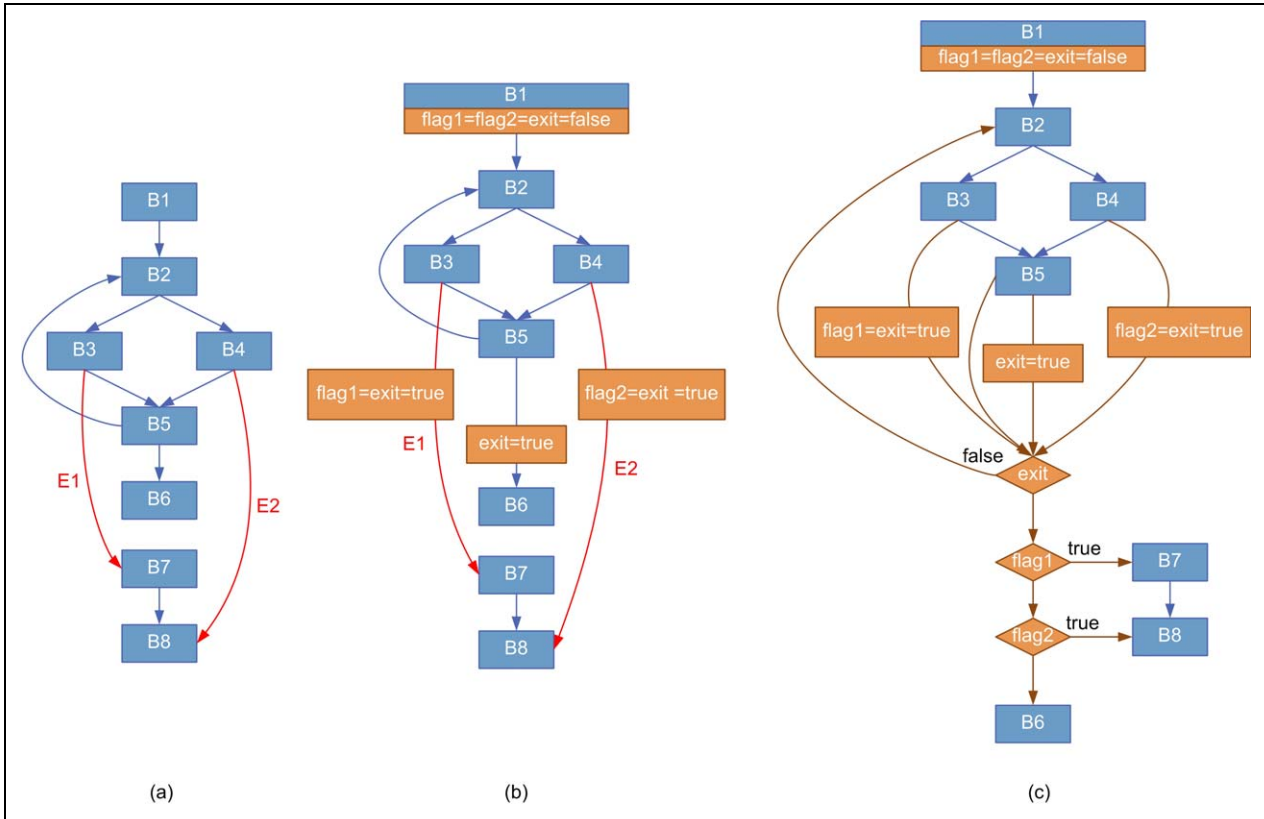 B1
B2
B3
B4
B5
E1
B6
E2
B7
B8
(a)
B1
flag1=flag2=exit=false
B2
B3
B4
B5
flag1=exit=true
flag2=exit =true
E1
exit=true
E2
B6
B7
B8
(b)
B1
flag1=flag2=exit=false
B2
B3
B4
B5
flag1=exit=true
exit=true
flag2=exit=true
false
exit
flag1
true
B7
flag2
true
B8
B6
(c)